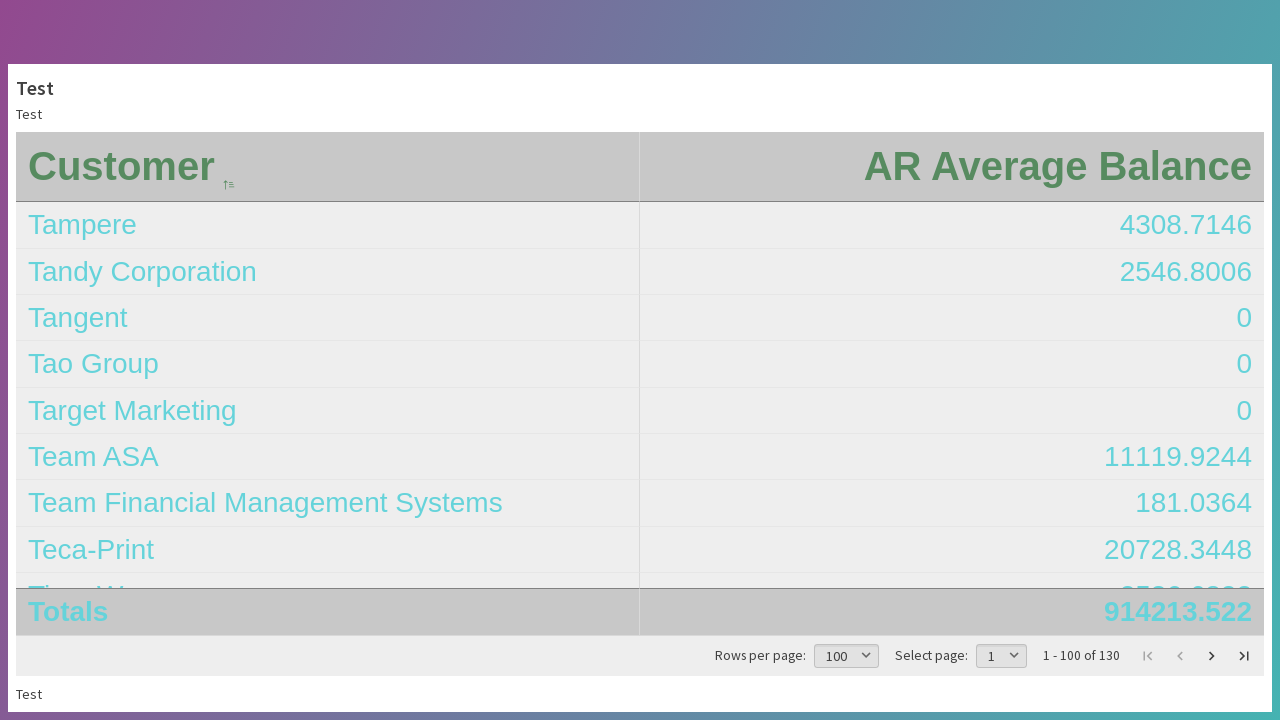 Test
Test
Customer AR Average Balance
Tampere 4308.7146
Tandy Corporation 2546.8006
Tangent 0
Tao Group 0
Target Marketing 0
Team ASA 11119.9244
Team Financial Management Systems 181.0364
Teca-Print 20728.3448
Totals 914213.522
Rows per page: 100 Select page: 1 1 - 100 of 130
Test